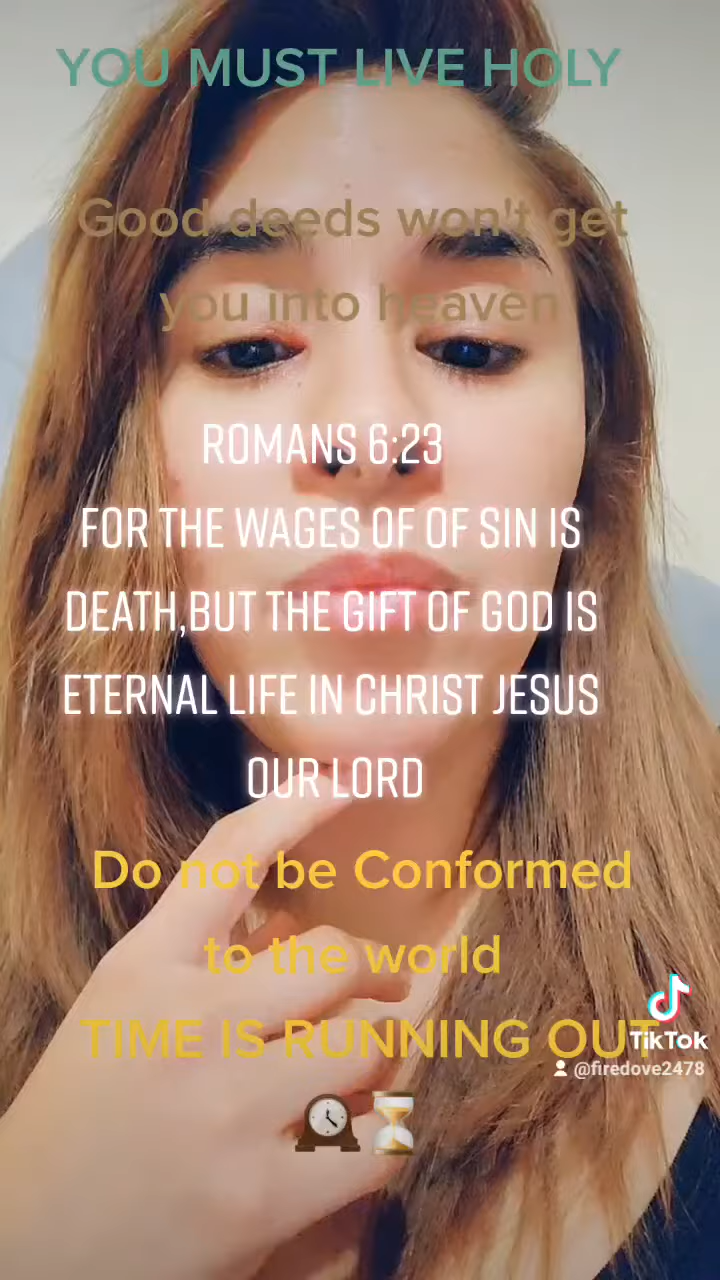 YOU MUST LIVE HOLY
Good deeds won't get
you into heaven
ROMANS 6:23
FOR THE WAGES OF OF SIN IS
DEATH,BUT THE GIFT OF GOD IS
ETERNAL LIFE IN CHRIST JESUS
OUR LORD
Do not be Conformed
to the world
TIME IS RUNNING OUT
TikTok
@firedove2478